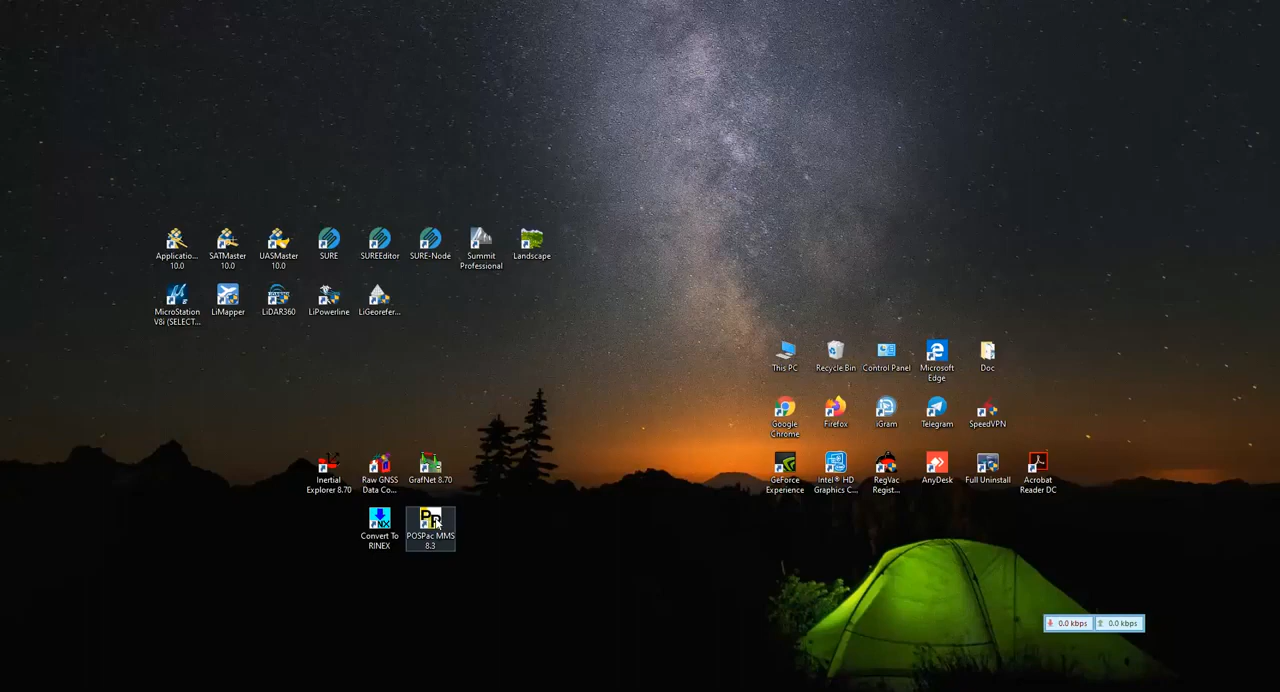 Applicatio...
10.0
SATMaster
10.0
UASMaster
10.0
SURE
SUREEditor
SURE-Node
Summit
Professional
Landscape
MicroStation
V8i (SELECT...
LiMapper
LiDAR360
LiPowerline
LiGeorefer...
This PC
Recycle Bin
Control Panel
Microsoft
Edge
Doc
Google
Chrome
Firefox
iGram
Telegram
SpeedVPN
Inertial
Explorer 8.70
Raw GNSS
Data Co...
GrafNet 8.70
GeForce
Experience
Intel® HD
Graphics C...
RegVac
Regist...
AnyDesk
Full Uninstall
Acrobat
Reader DC
Convert To
RINEX
POSPac MMS
8.3
0.0 kbps
0.0 kbps